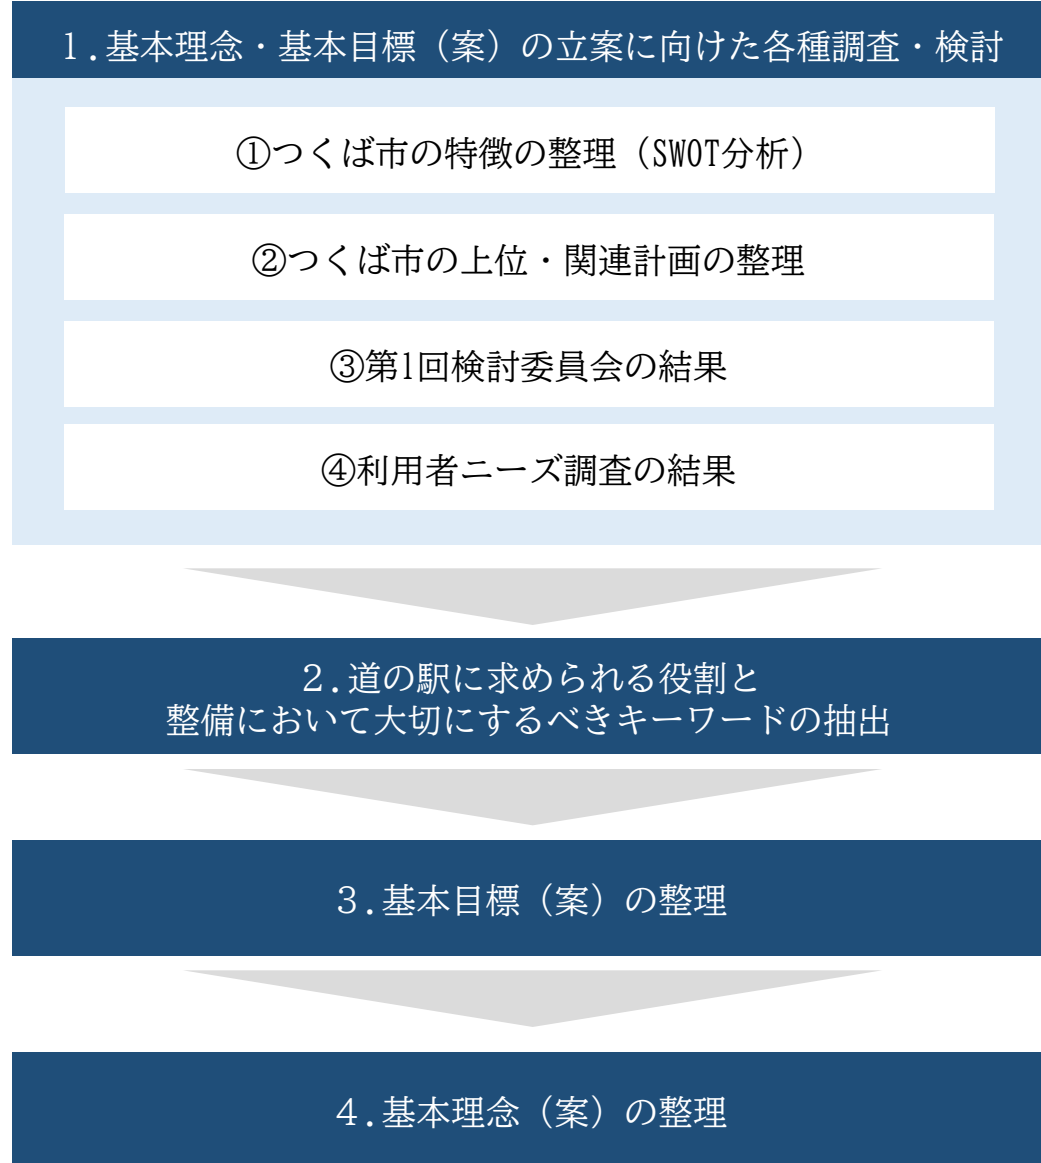 １.基本理念・基本目標（案）の立案に向けた各種調査・検討
①つくば市の特徴の整理（SWOT分析）
②つくば市の上位・関連計画の整理
③第1回検討委員会の結果
④利用者ニーズ調査の結果
２.道の駅に求められる役割と
整備において大切にするべきキーワードの抽出
３.基本目標（案）の整理
４.基本理念（案）の整理